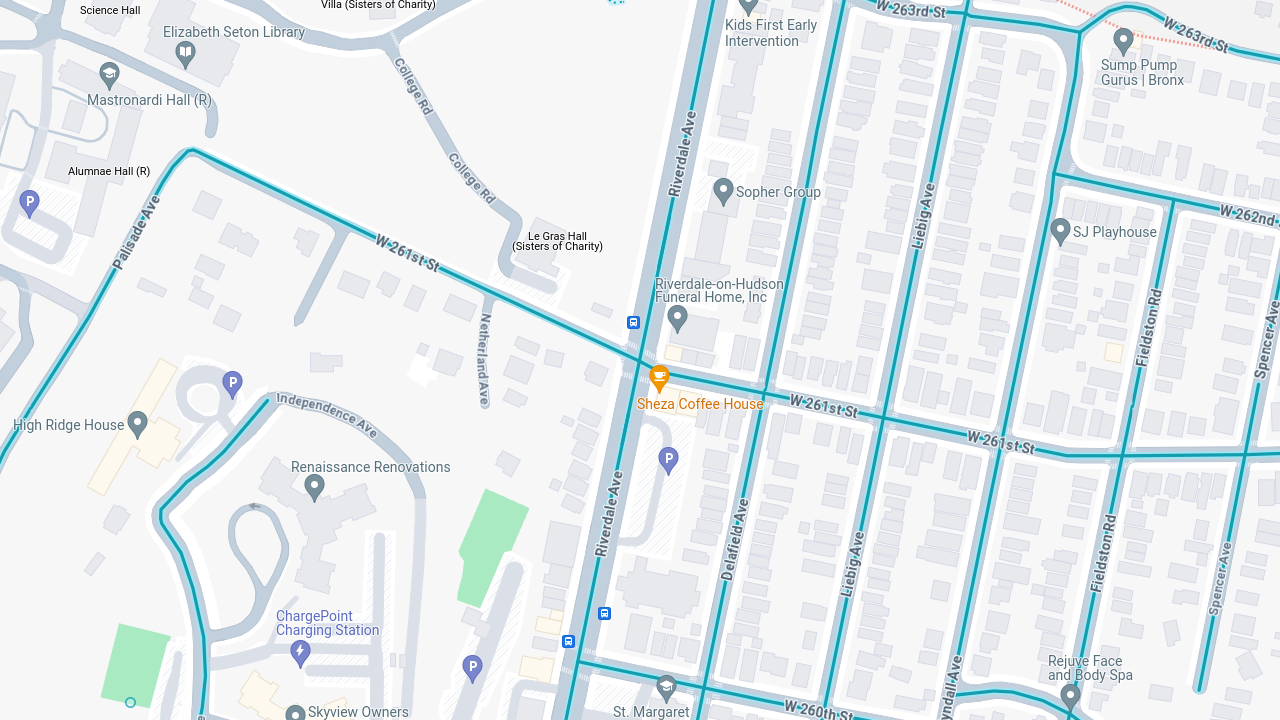 Science Hall
Villa (Sisters of Charity)
Elizabeth Seton Library
Kids First Early
Intervention
W 263rd St
W 263rd St
Sump Pump
Gurus | Bronx
Mastronardi Hall (R)
College Rd
College Rd
Alumnae Hall (R)
P
Riverdale Ave
Sopher Group
Liebig Ave
W 262nd
SJ Playhouse
Palisade Ave
W 261st St
Le Gras Hall
(Sisters of Charity)
Riverdale-on-Hudson
Funeral Home, Inc
Netherland Ave
Fieldston Rd
Spencer Ave
P
High Ridge House
Independence Ave
Sheza Coffee House
W 261st St
W 261st St
P
Renaissance Renovations
Riverdale Ave
Delafield Ave
Liebig Ave
Fieldston Rd
Spencer Ave
ChargePoint
Charging Station
P
Rejuve Face
and Body Spa
yndall Ave
W 260th St
Skyview Owners
St. Margaret